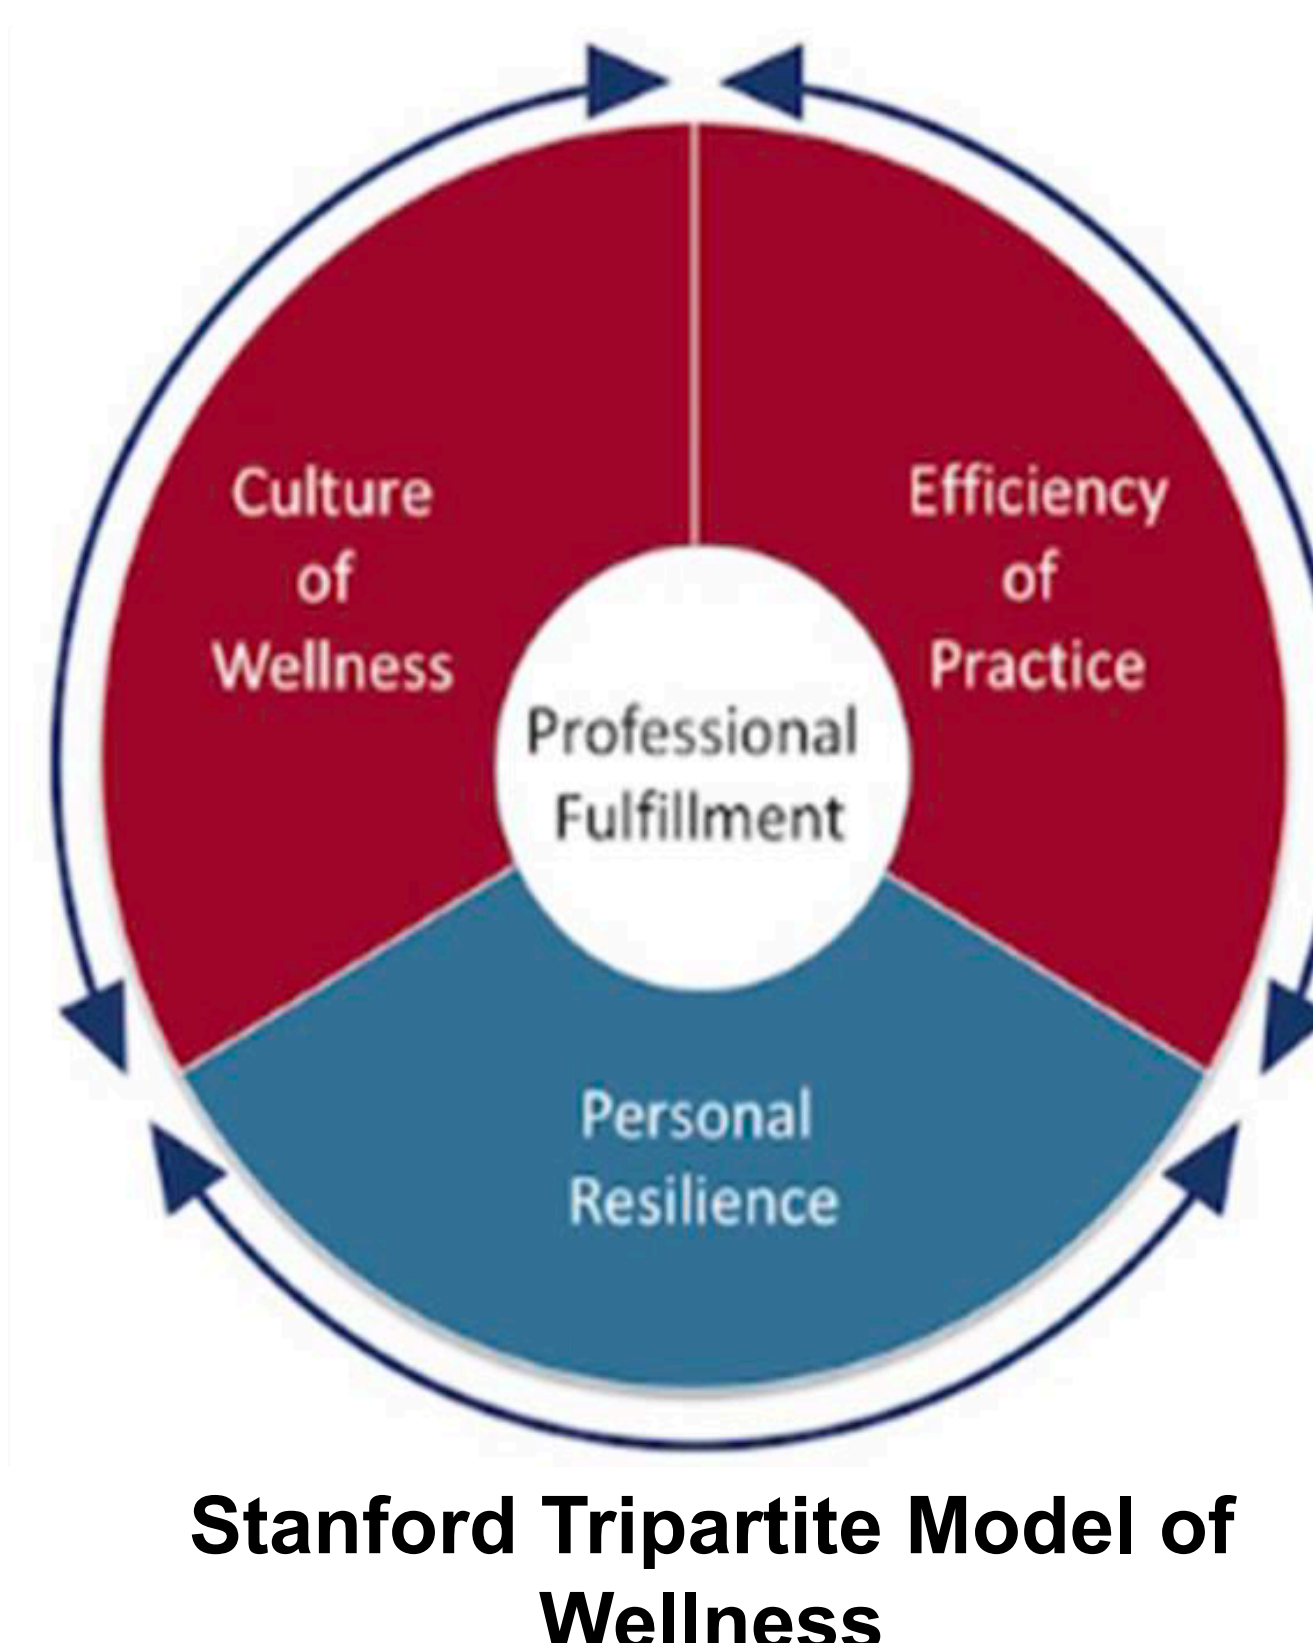 Culture
of
Wellness
Efficiency
of
Practice
Professional
Fulfillment
Personal
Resilience
Stanford Tripartite Model of
Wellness